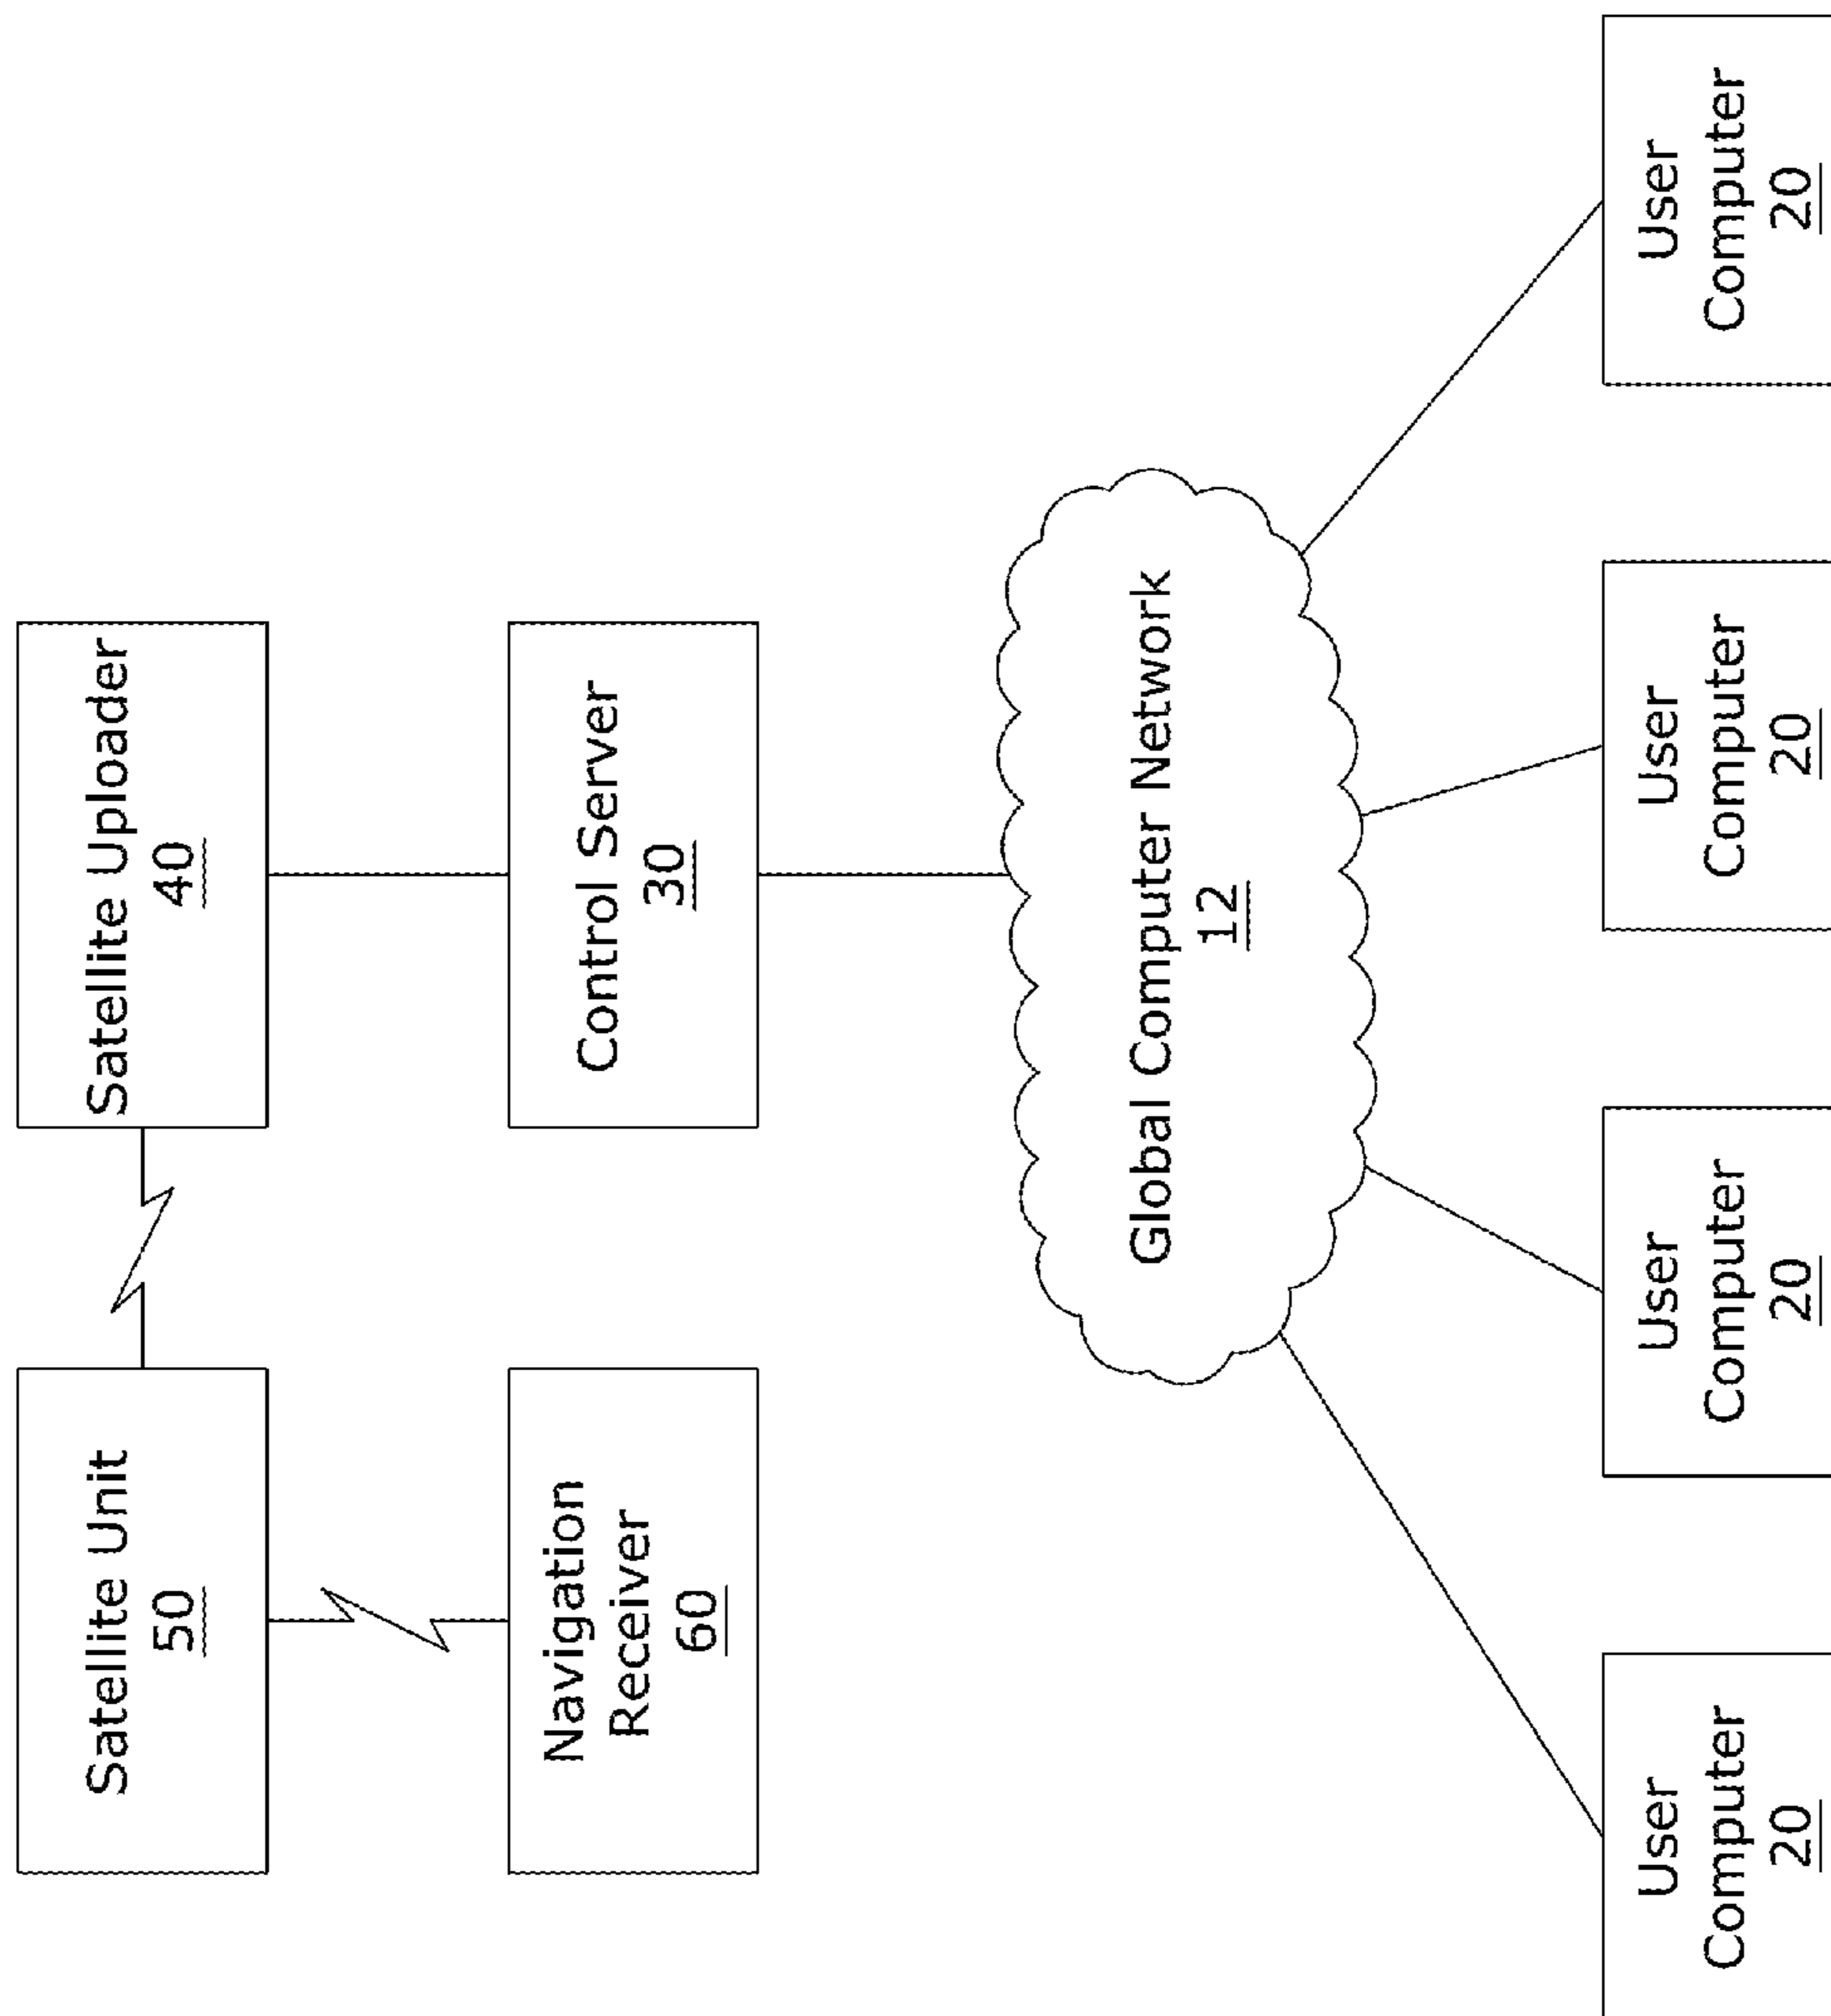 Satellite Unit
50
Satellite Uploader
40
Navigation
Receiver
60
Control Server
30
Global Computer Network
12
User
Computer
20
User
Computer
20
User
Computer
20
User
Computer
20